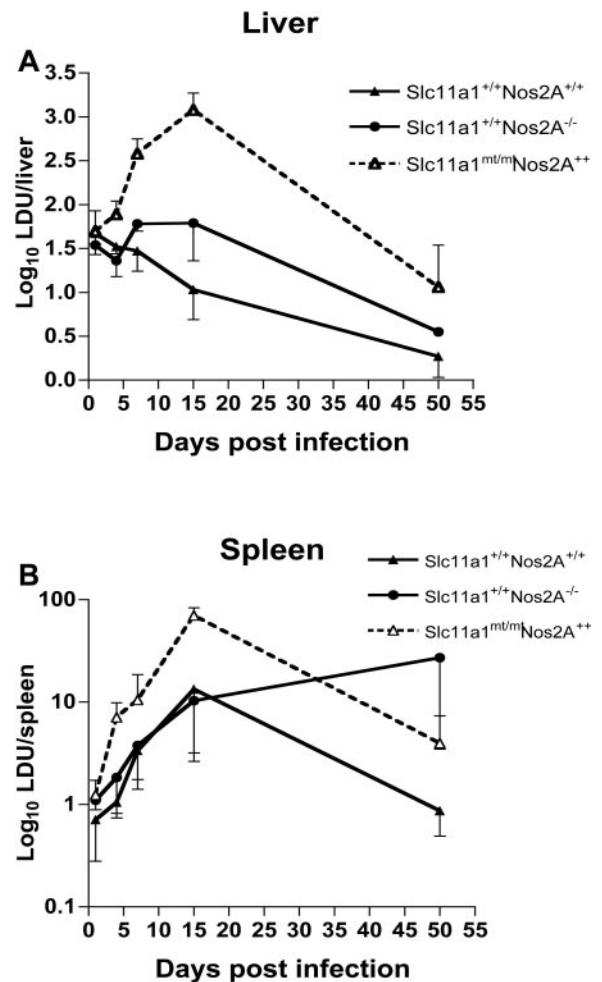 Liver
A
3.5
3.0
2.5
2.0
1.5
1.0
0.5
0.0
Log₁₀ LDU/liver
Slc11a1⁺/⁺Nos2A⁺/⁺
Slc11a1⁺/⁺Nos2A⁻/⁻
Slc11a1ᵐᵗ/ᵐᵗNos2A⁺⁺
0 5 10 15 20 25 30 35 40 45 50 55
Days post infection
Spleen
B
100
10
1
0.1
Log₁₀ LDU/spleen
Slc11a1⁺/⁺Nos2A⁺/⁺
Slc11a1⁺/⁺Nos2A⁻/⁻
Slc11a1ᵐᵗ/ᵐᵗNos2A⁺⁺
0 5 10 15 20 25 30 35 40 45 50 55
Days post infection